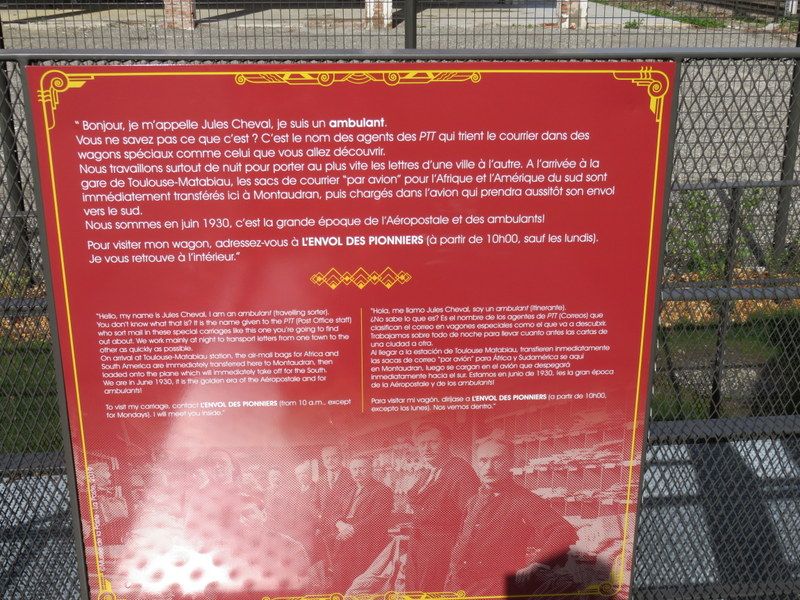 " Bonjour, je m'appelle Jules Cheval, je suis un ambulant.
Vous ne savez pas ce que c'est ? C'est le nom des agents des PTT qui trient le courrier dans des
wagons spéciaux comme celui que vous allez découvrir.
Nous travaillons surtout de nuit pour porter au plus vite les lettres d'une ville à l'autre. A l'arrivée à la
gare de Toulouse-Matabiau, les sacs de courrier "par avion" pour l'Afrique et l'Amérique du sud sont
immédiatement transférés ici à Montaudran, puis chargés dans l'avion qui prendra aussitôt son envol
vers le sud.
Nous sommes en juin 1930, c'est la grande époque de l'Aéropostale et des ambulants!
Pour visiter mon wagon, adressez-vous à L'ENVOL DES PIONNIERS (à partir de 10h00, sauf les lundis).
Je vous retrouve à l'intérieur."
"Hello, my name is Jules Cheval, I am an ambulant (travelling sorter).
You don't know what that is? It is the name given to the PTT (Post Office staff)
who sort mail in these special carriages like this one you're going to find
out about. We work mainly at night to transport letters from one town to the
other as quickly as possible.
On arrival at Toulouse-Matabiau station, the air-mail bags for Africa and
South America are immediately transferred here to Montaudran, then
loaded onto the plane which will immediately take off for the South.
We are in June 1930, it is the golden era of the Aéropostale and for
ambulants!
To visit my carriage, contact L'ENVOL DES PIONNIERS (from 10 a.m., except
for Mondays). I will meet you inside."
"Hola, me llamo Jules Cheval, soy un ambulant (itinerante).
¿No sabe lo que es? Es el nombre de los agentes de PTT (Correos) que
clasifican el correo en vagones especiales como el que va a descubrir.
Trabajamos sobre todo de noche para llevar cuanto antes las cartas de
una ciudad a otra.
Al llegar a la estación de Toulouse Matabiau, transfieren inmediatamente
las sacas de correo "par avión" para África y Sudamérica se aquí
en Montaudran, luego se cargan en el avión que despegará
inmediatamente hacia el sur. Estamos en junio de 1930, ¡es la gran época
de la Aéropostale y de los ambulants!
Para visitar mi vagón, diríjase a L'ENVOL DES PIONNIERS (a partir de 10h00,
excepto los lunes). Nos vemos dentro."